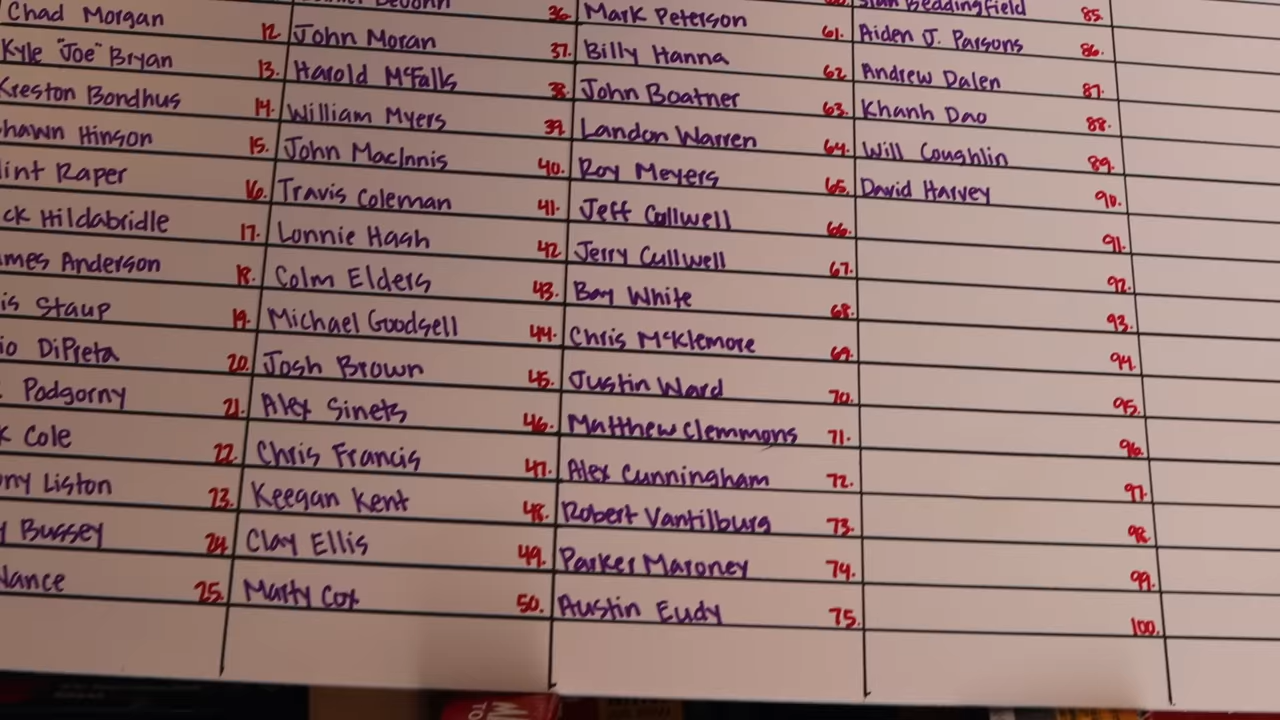 Chad Morgan 12.
Kyle "Joe" Bryan 13.
Kreston Bondhus 14.
hawn Hinson 15.
lint Raper 16.
ck Hildabridle 17.
mes Anderson 18.
is Staup 19.
io DiPreta 20.
Podgorny 21.
k Cole 22.
ny Liston 23.
y Bussey 24.
Nance 25.
36.
John Moran 37.
Harold McFalls 38.
William Myers 39.
John MacInnis 40.
Travis Coleman 41.
Lonnie Hash 42
Colm Elders 43.
Michael Goodsell 44.
Josh Brown 45.
Alex Sinets 46.
Chris Francis 47.
Keegan Kent 48.
Clay Ellis 49.
Marty Cox 50.
Mark Peterson 61.
Billy Hanna 62
John Boatner 63.
Landon Warren 64.
Roy Meyers 65.
Jeff Cullwell 66.
Jerry Cullwell 67.
Bay White 68.
Chris McKlemore 69.
Justin Ward 70.
Matthew Clemmons 71.
Alex Cunningham 72.
Robert Vantilburg 73.
Parker Maroney 74.
Austin Eudy 75.
Beddingfield 85.
Aiden J. Parsons 86.
Andrew Dalen 87.
Khanh Dao 88.
Will Coughlin 89.
David Harvey 90.
91.
92.
93.
94.
95.
96.
97.
98.
99.
100.